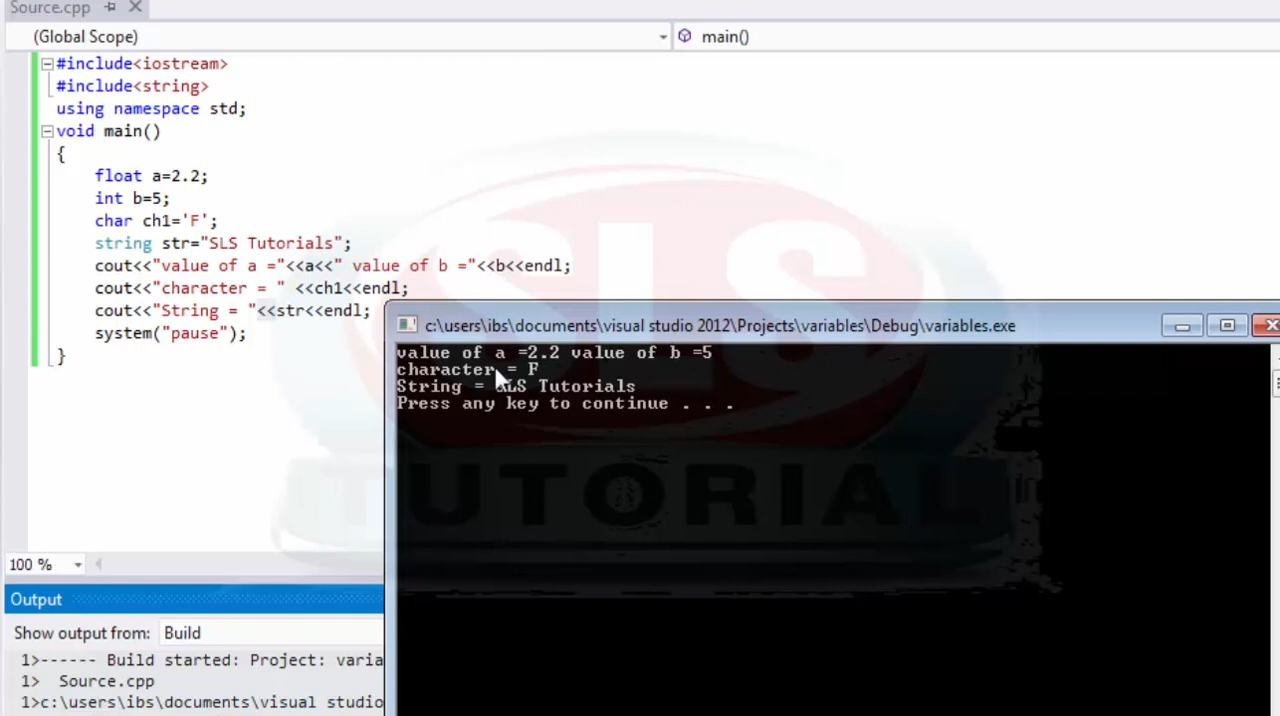 Source.cpp
(Global Scope)
main()
#include<iostream>
#include<string>
using namespace std;
void main()
{
float a=2.2;
int b=5;
char ch1='F';
string str="SLS Tutorials";
cout<<"value of a ="<<a<<" value of b ="<<b<<endl;
cout<<"character = " <<ch1<<endl;
cout<<"String = "<<str<<endl;
system("pause");
}
c:\users\ibs\documents\visual studio 2012\Projects\variables\Debug\variables.exe
value of a =2.2 value of b =5
character = F
String = SLS Tutorials
Press any key to continue . . .
SLS
TUTORIAL
100 %
Output
Show output from: Build
1>------ Build started: Project: varia
1> Source.cpp
1>c:\users\ibs\documents\visual studio